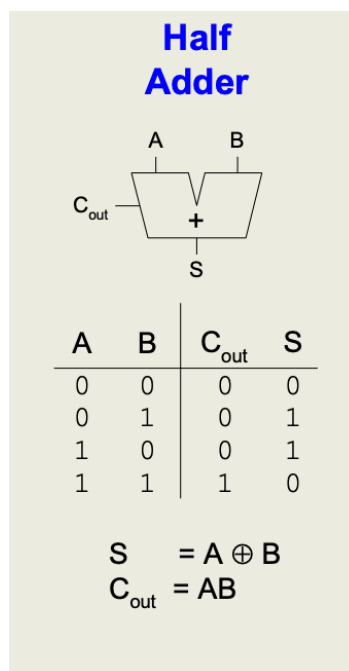 Half
Adder
A B
Cout
+
S
A B Cout S
0 0 0 0
0 1 0 1
1 0 0 1
1 1 1 0
S = A ⊕ B
Cout = AB